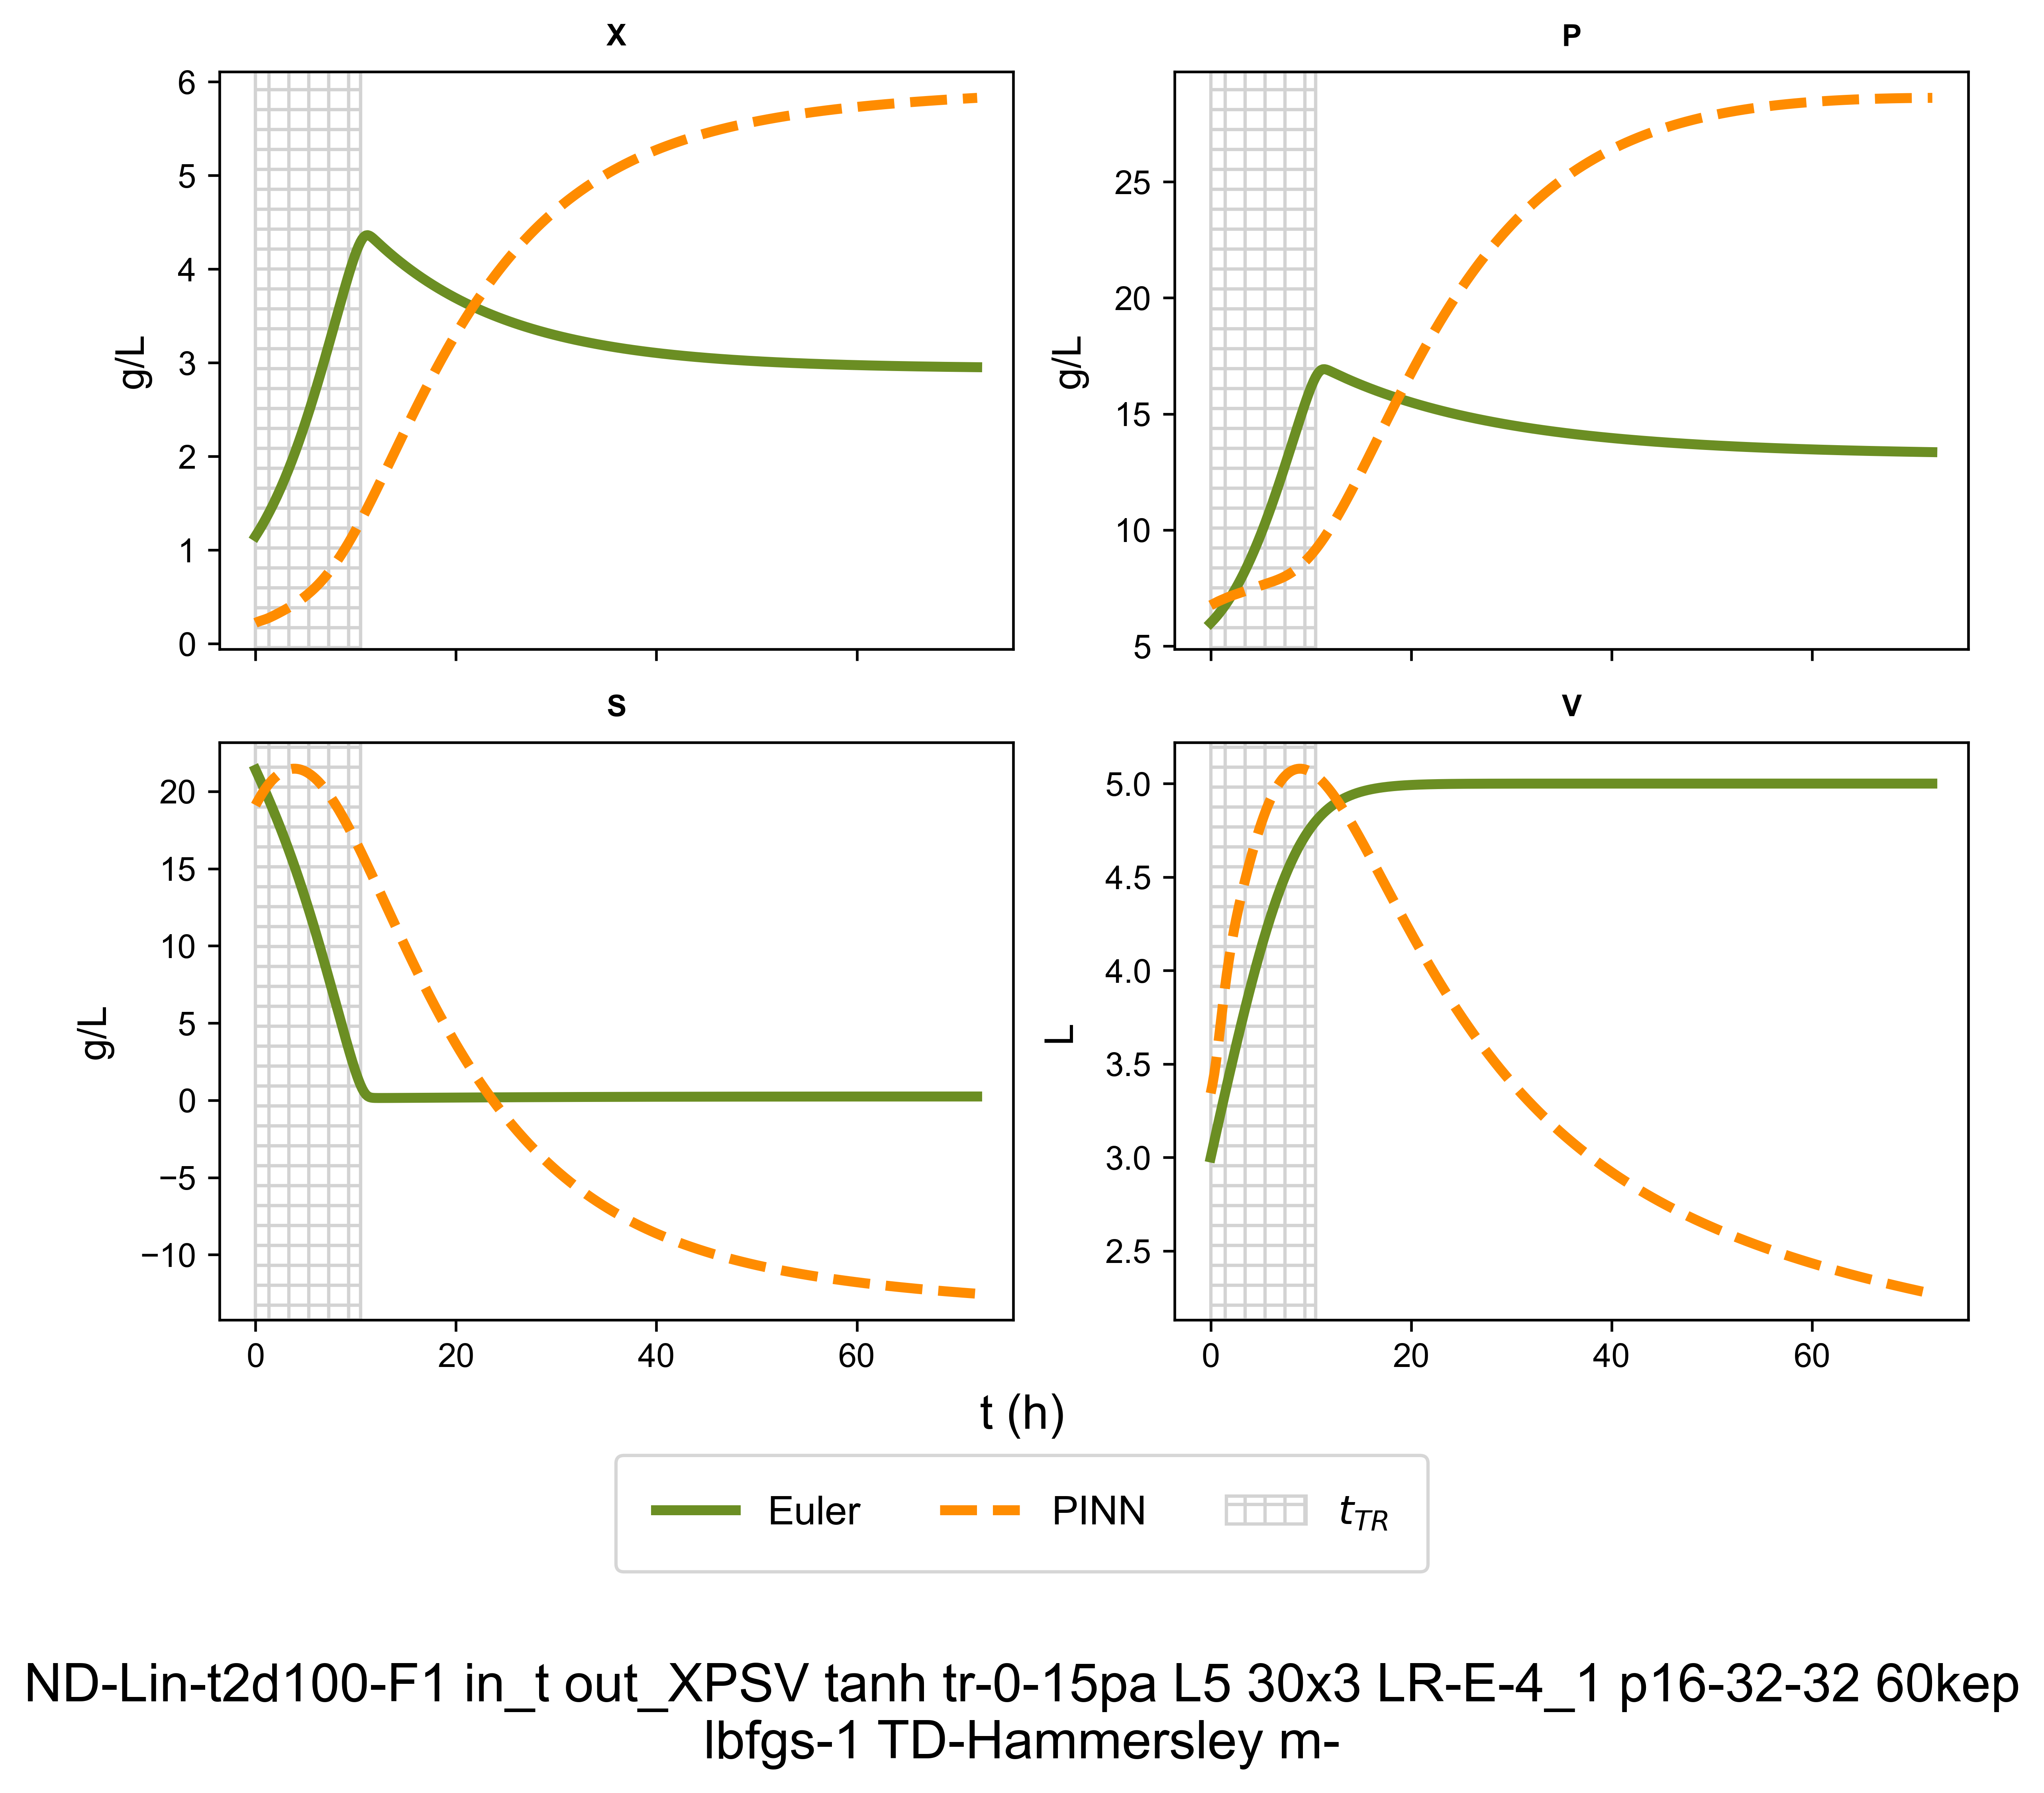 X
P
6
5
4
3
2
1
0
g/L
25
20
15
10
5
g/L
S
V
20
15
10
5
0
−5
−10
g/L
0
20
40
60
5.0
4.5
4.0
3.5
3.0
2.5
L
0
20
40
60
t (h)
Euler
PINN
t_TR
ND-Lin-t2d100-F1 in_t out_XPSV tanh tr-0-15pa L5 30x3 LR-E-4_1 p16-32-32 60kep
lbfgs-1 TD-Hammersley m-